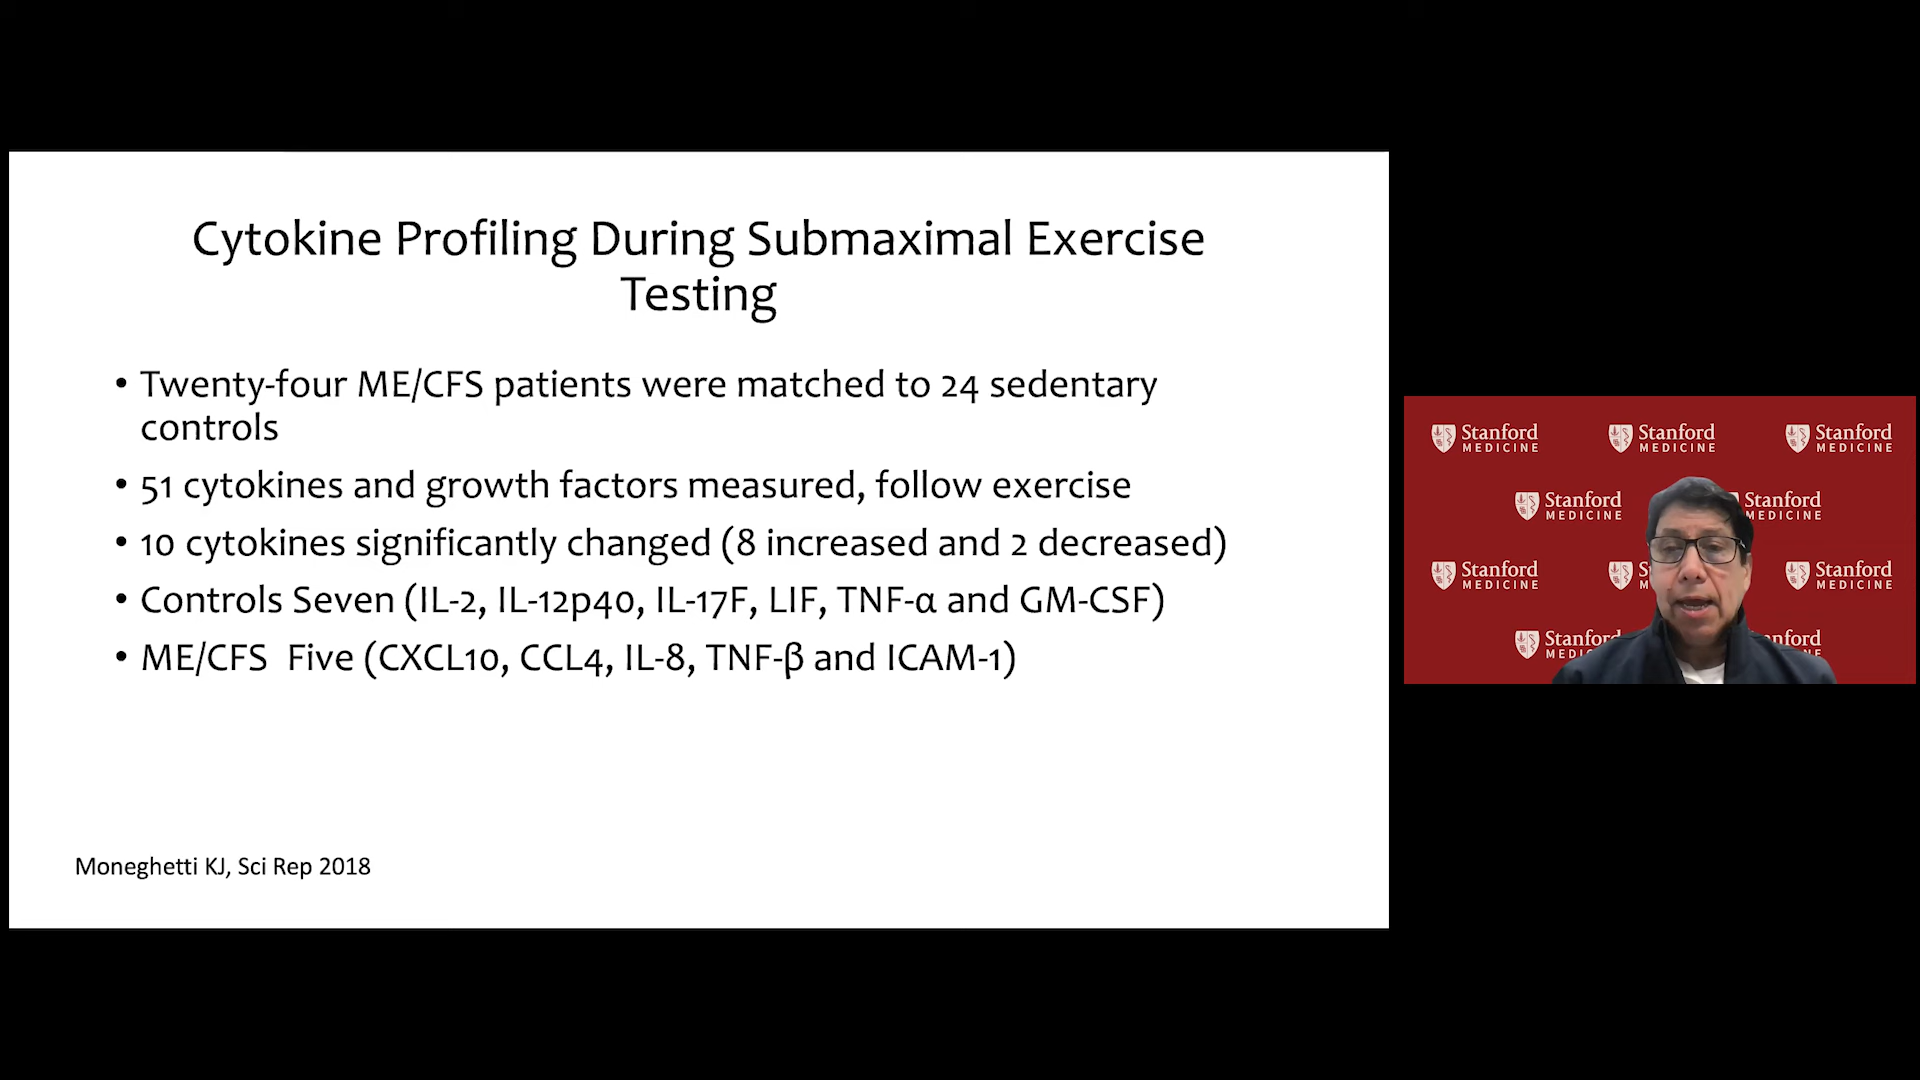 Cytokine Profiling During Submaximal Exercise
Testing
• Twenty-four ME/CFS patients were matched to 24 sedentary
controls
• 51 cytokines and growth factors measured, follow exercise
• 10 cytokines significantly changed (8 increased and 2 decreased)
• Controls Seven (IL-2, IL-12p40, IL-17F, LIF, TNF-α and GM-CSF)
• ME/CFS  Five (CXCL10, CCL4, IL-8, TNF-β and ICAM-1)
Moneghetti KJ, Sci Rep 2018
Stanford Stanford Stanford
MEDICINE MEDICINE MEDICINE
Stanford Stanford
MEDICINE MEDICINE
Stanford Stanford
MEDICINE MEDICINE
Stanford